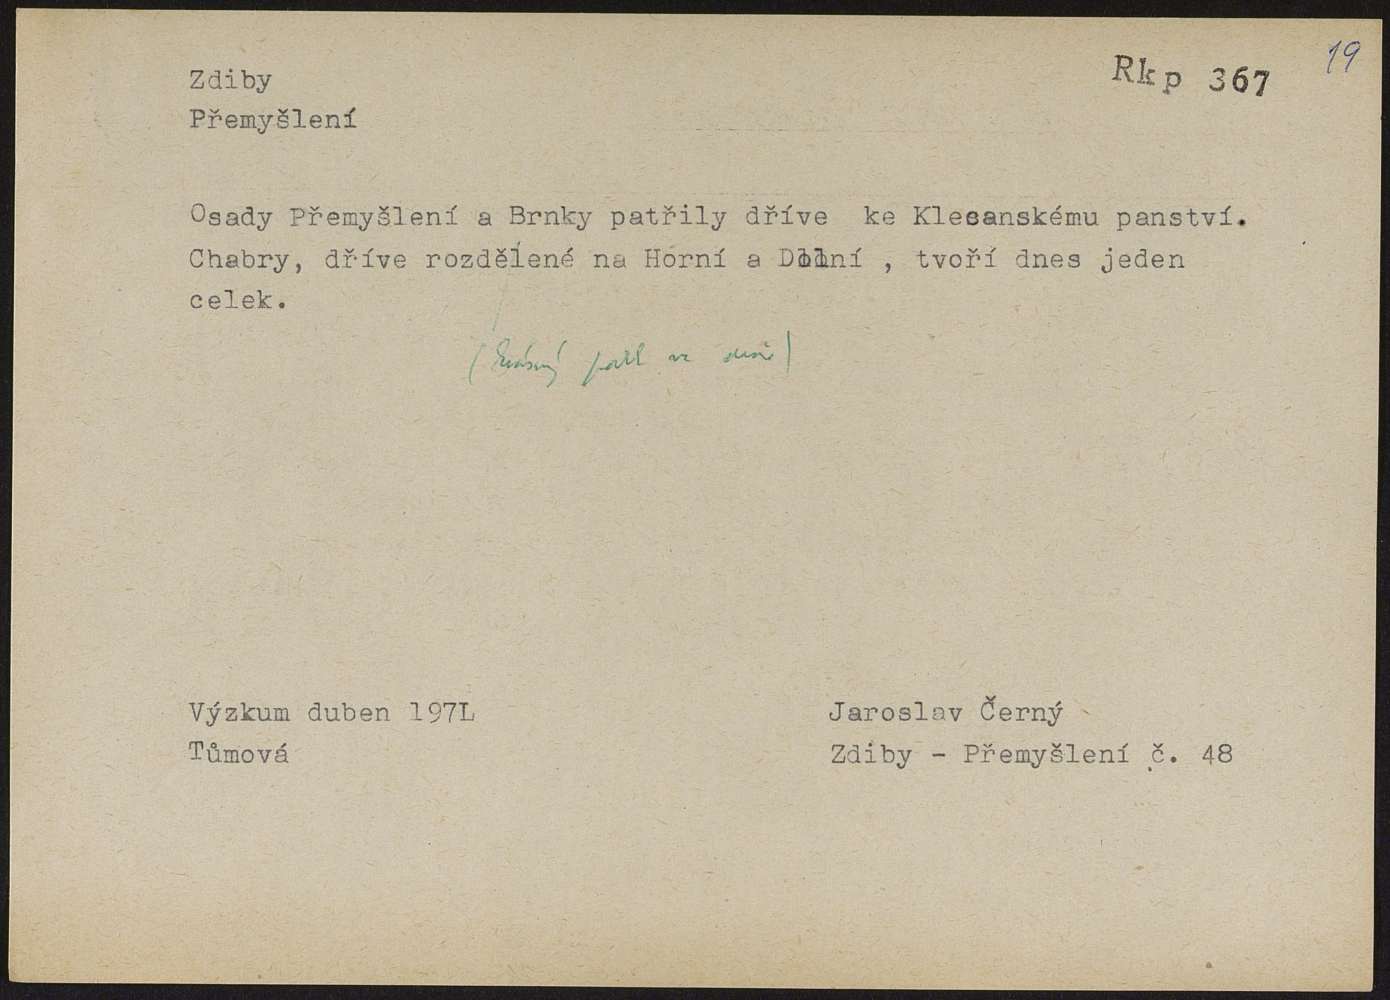 Rkp 367
19
Zdiby
Přemyšlení
Osady Přemyšlení a Brnky patřily dříve ke Klecanskému panství.
Chabry, dříve rozdělené na Horní a Dolní , tvoří dnes jeden
celek.
Výzkum duben 197L
Tůmová
Jaroslav Černý
Zdiby - Přemyšlení č. 48